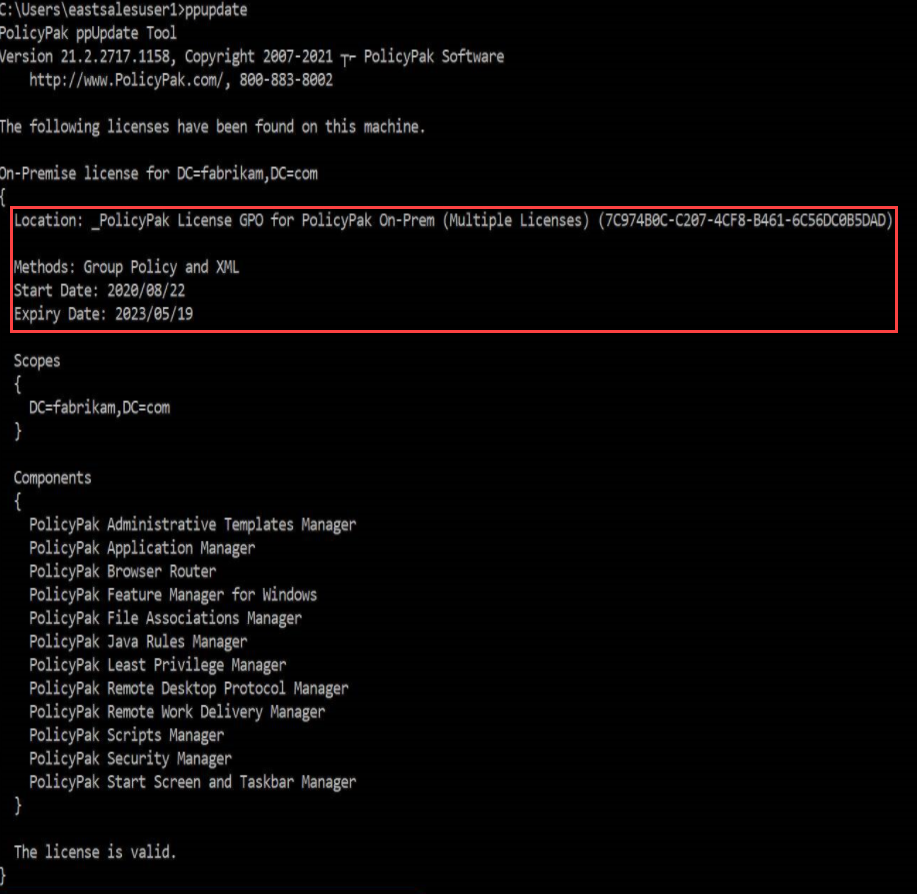 C:\Users\eastsalesuser1>ppupdate
PolicyPak ppUpdate Tool
Version 21.2.2717.1158, Copyright 2007-2021 ┬⌐ PolicyPak Software
http://www.PolicyPak.com/, 800-883-8002
The following licenses have been found on this machine.
On-Premise license for DC=fabrikam,DC=com
{
Location: _PolicyPak License GPO for PolicyPak On-Prem (Multiple Licenses) (7C974B0C-C207-4CF8-B461-6C56DC0B5DAD)
Methods: Group Policy and XML
Start Date: 2020/08/22
Expiry Date: 2023/05/19
Scopes
{
DC=fabrikam,DC=com
}
Components
{
PolicyPak Administrative Templates Manager
PolicyPak Application Manager
PolicyPak Browser Router
PolicyPak Feature Manager for Windows
PolicyPak File Associations Manager
PolicyPak Java Rules Manager
PolicyPak Least Privilege Manager
PolicyPak Remote Desktop Protocol Manager
PolicyPak Remote Work Delivery Manager
PolicyPak Scripts Manager
PolicyPak Security Manager
PolicyPak Start Screen and Taskbar Manager
}
The license is valid.
}